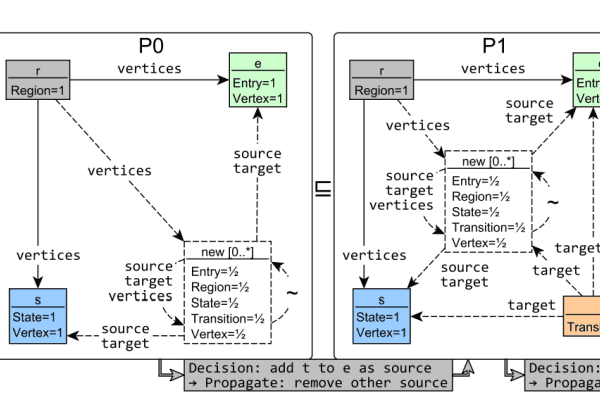 P0
r
Region=1
vertices
e
Entry=1
Vertex=1
vertices
source
target
vertices
new [0..*]
Entry=½
Region=½
State=½
Transition=½
Vertex=½
source
target
vertices
~
s
State=1
Vertex=1
source
target
⊑
P1
r
Region=1
vertices
Entr
Vert
source
target
vertices
new [0..*]
Entry=½
Region=½
State=½
Transition=½
Vertex=½
source
target
vertices
~
vertices
source
target
target
target
s
State=1
Vertex=1
target
Trans
Decision: add t to e as source
→ Propagate: remove other source
Decision:
→ Propaga